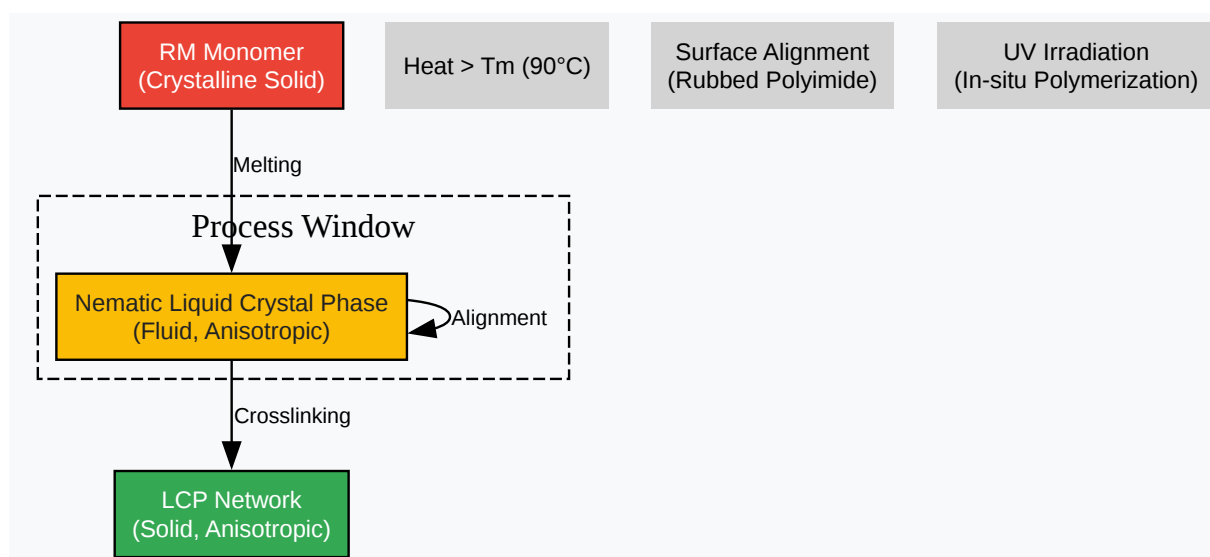 RM Monomer
(Crystalline Solid)
Heat > Tm (90°C)
Surface Alignment
(Rubbed Polyimide)
UV Irradiation
(In-situ Polymerization)
Melting
Process Window
Nematic Liquid Crystal Phase
(Fluid, Anisotropic)
Alignment
Crosslinking
LCP Network
(Solid, Anisotropic)